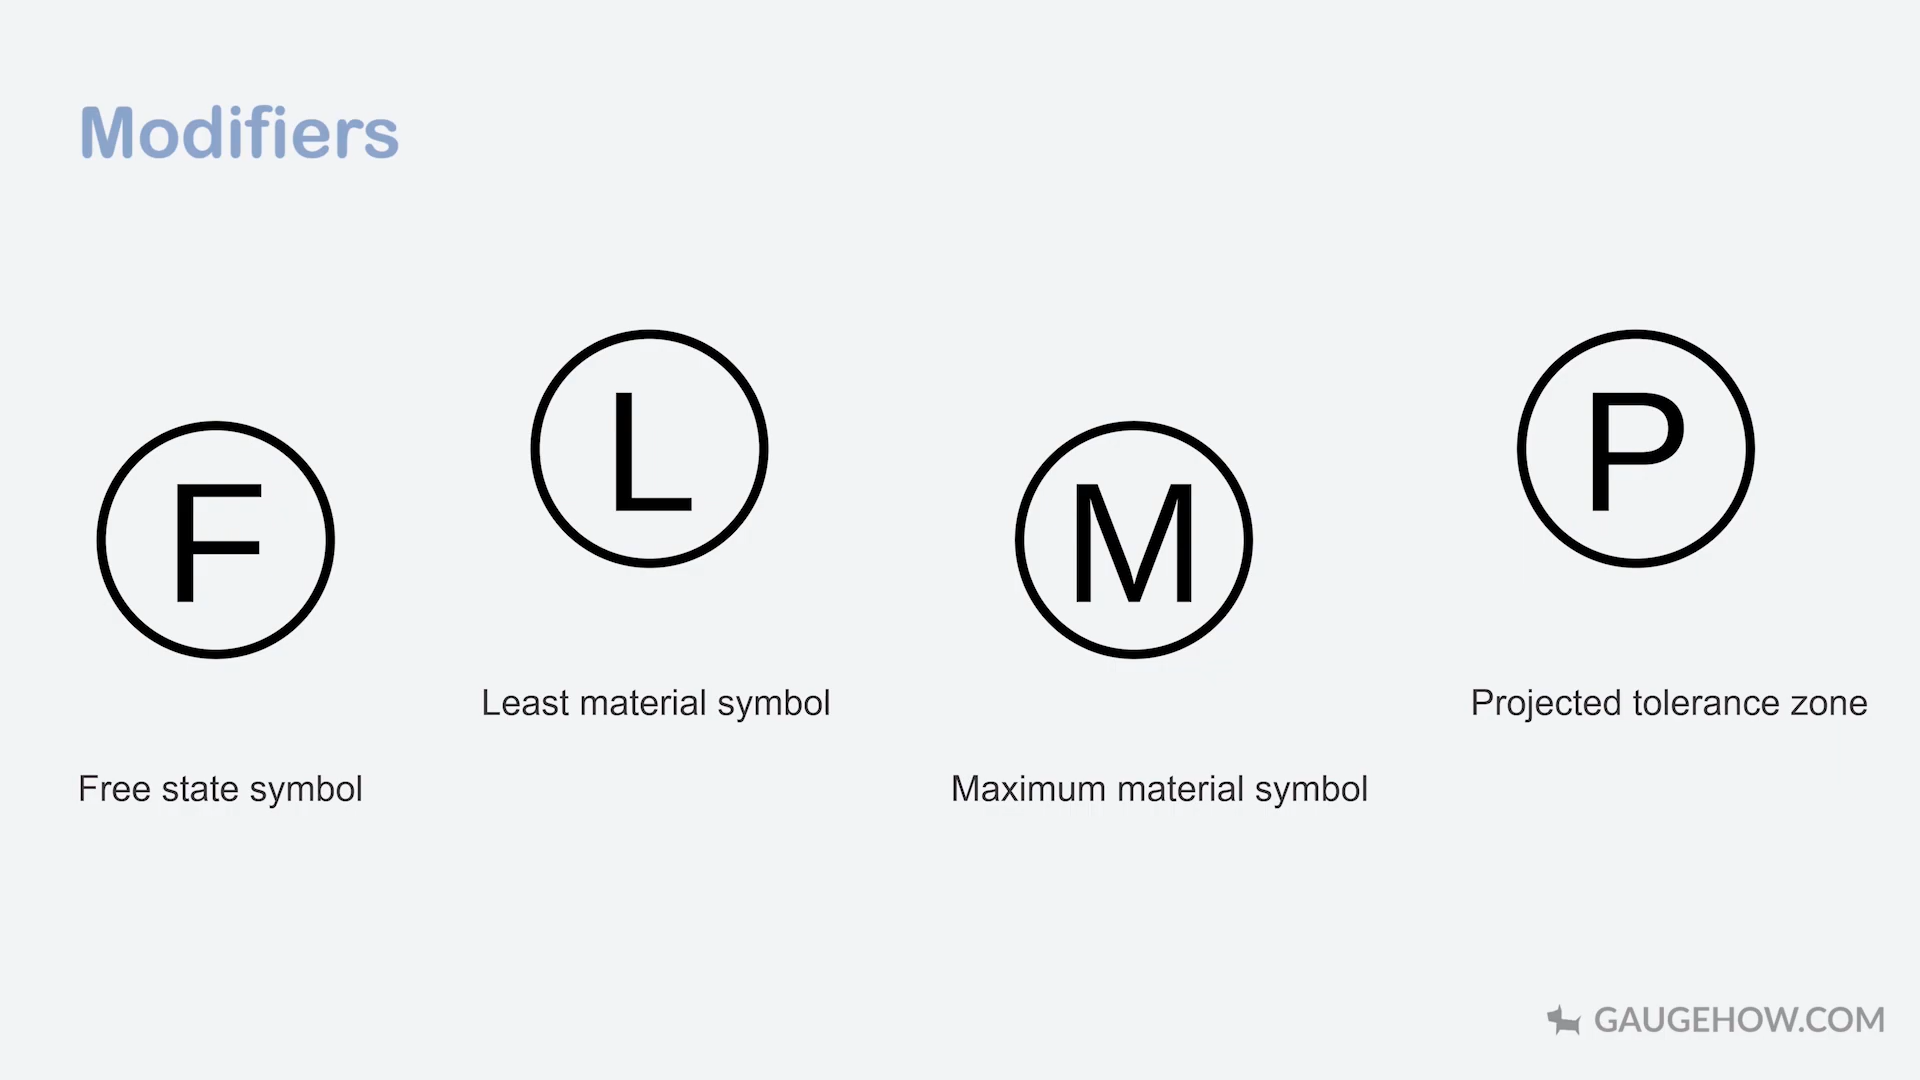 Modifiers
F
Free state symbol
L
Least material symbol
M
Maximum material symbol
P
Projected tolerance zone
GAUGEHOW.COM